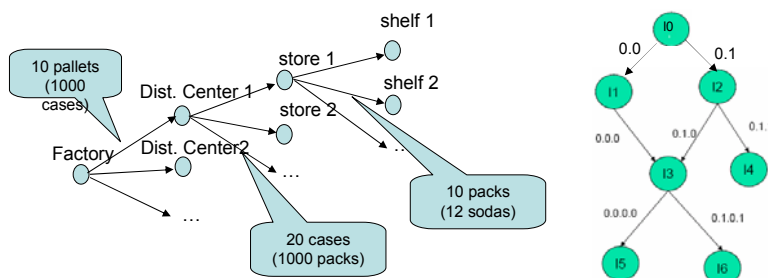 shelf 1
10 pallets
(1000
cases)
store 1
Dist. Center 1
shelf 2
store 2
...
Factory
Dist. Center2
...
...
10 packs
(12 sodas)
20 cases
(1000 packs)
I0
0.0
0.1
I1
I2
0.0.0
0.1.0
0.1.
I3
I4
0.0.0.0
0.1.0.1
I5
I6